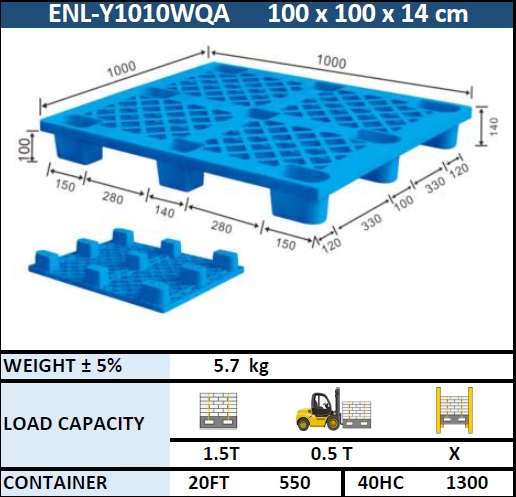 ENL-Y1010WQA 100 x 100 x 14 cm
1000 1000
140
100
150 280 140 280 150 120 330 100 330 120
WEIGHT ± 5% 5.7 kg
LOAD CAPACITY
1.5T 0.5 T X
CONTAINER 20FT 550 40HC 1300